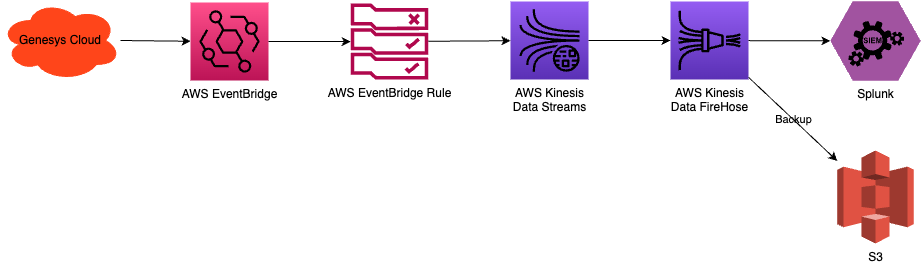 Genesys Cloud
AWS EventBridge
AWS EventBridge Rule
AWS Kinesis
Data Streams
AWS Kinesis
Data FireHose
SIEM
Splunk
Backup
S3